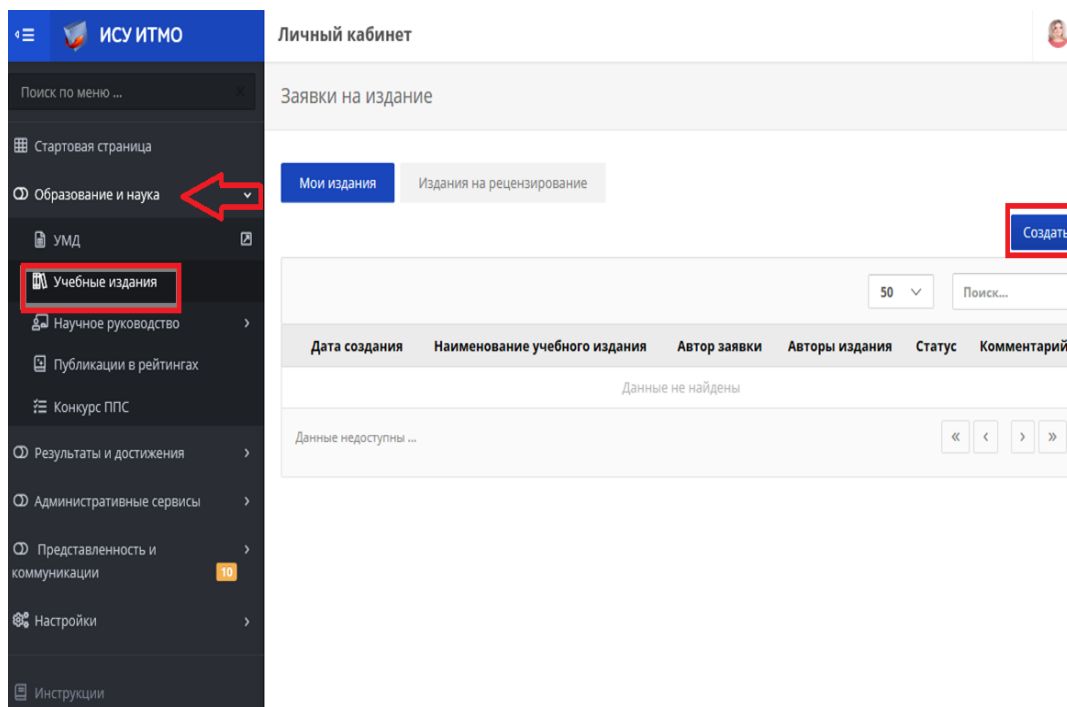 ИСУ ИТМО
Личный кабинет
Поиск по меню ...
Заявки на издание
Стартовая страница
Образование и наука
УМД
Учебные издания
Научное руководство
Публикации в рейтингах
Конкурс ППС
Результаты и достижения
Административные сервисы
Представленность и
коммуникации 10
Настройки
Инструкции
Мои издания Издания на рецензирование
Создать
50 Поиск...
Дата создания Наименование учебного издания Автор заявки Авторы издания Статус Комментарий
Данные не найдены
Данные недоступны ...